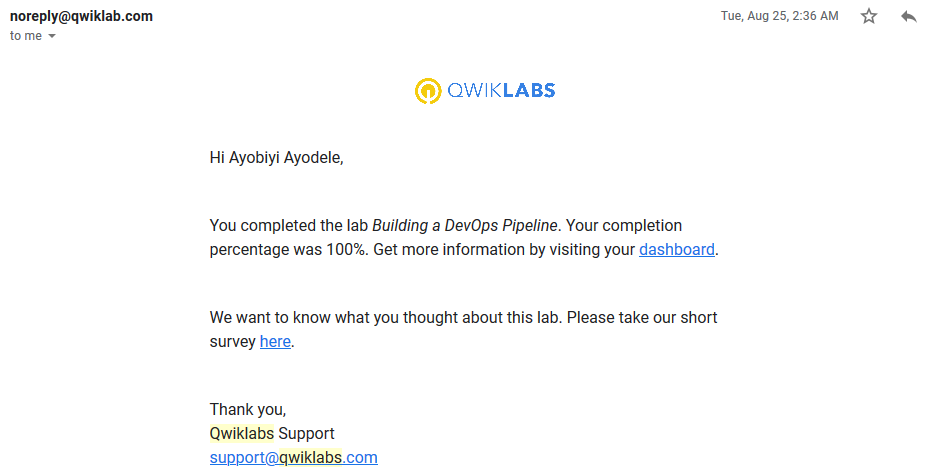 noreply@qwiklab.com
Tue, Aug 25, 2:36 AM
to me
QWIKLABS
Hi Ayobiyi Ayodele,
You completed the lab Building a DevOps Pipeline. Your completion
percentage was 100%. Get more information by visiting your dashboard.
We want to know what you thought about this lab. Please take our short
survey here.
Thank you,
Qwiklabs Support
support@qwiklabs.com